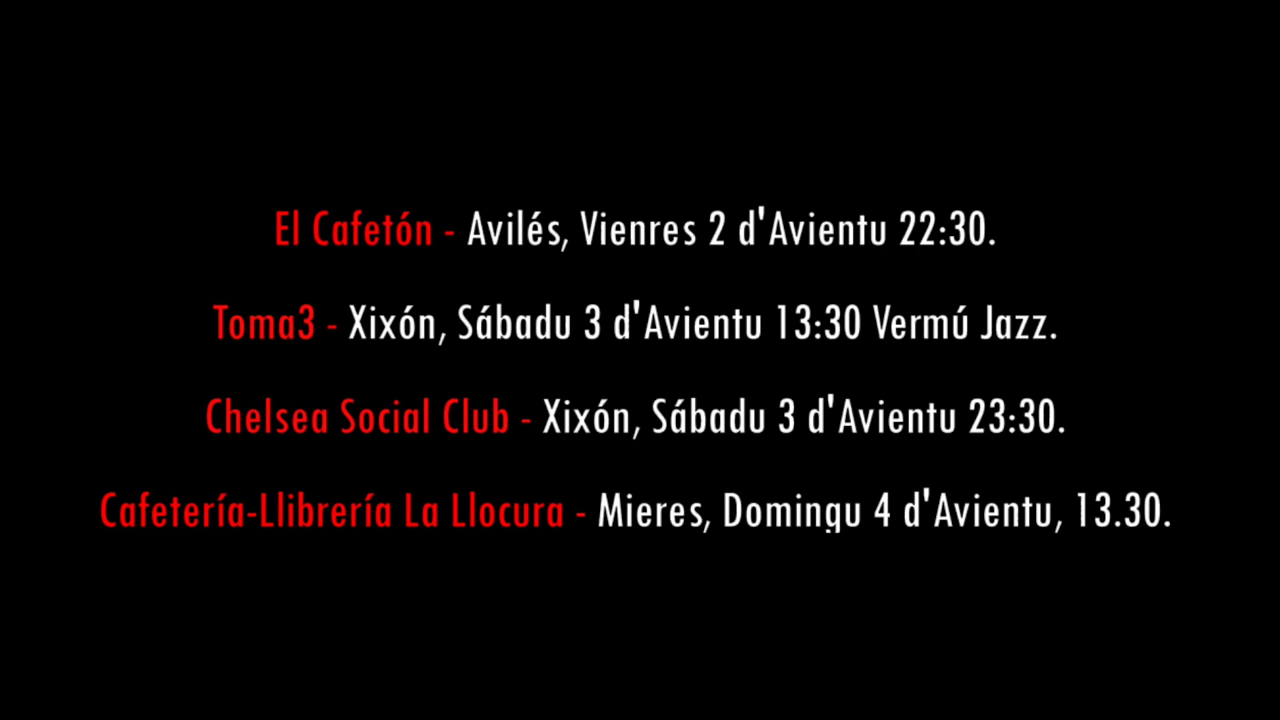 El Cafetón - Avilés, Vienres 2 d'Avientu 22:30.
Toma3 - Xixón, Sábadu 3 d'Avientu 13:30 Vermú Jazz.
Chelsea Social Club - Xixón, Sábadu 3 d'Avientu 23:30.
Cafetería-Llibrería La Llocura - Mieres, Domingu 4 d'Avientu, 13.30.